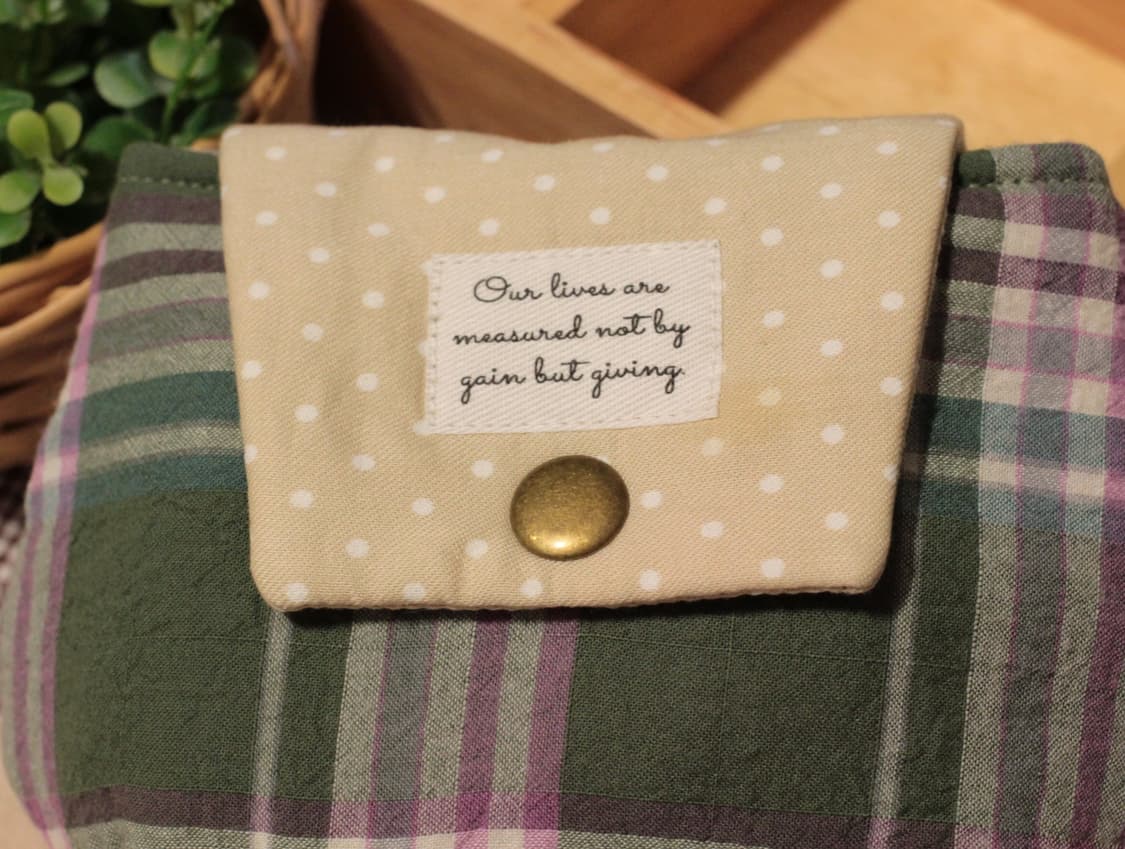 Our lives are
measured not by
gain but giving.